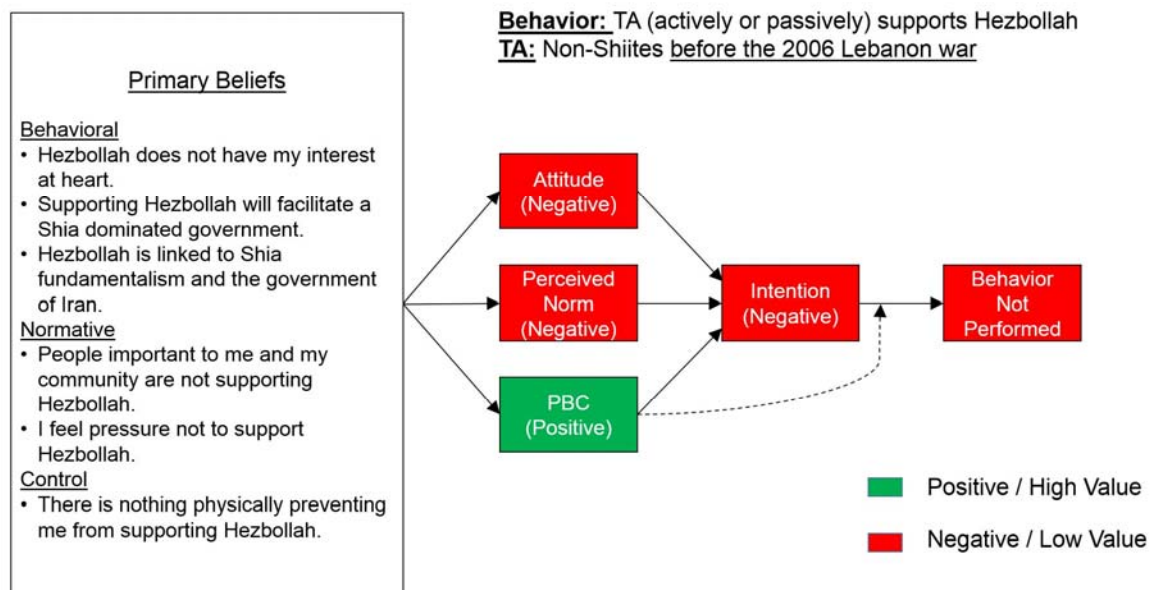 Behavior: TA (actively or passively) supports Hezbollah
TA: Non-Shiites before the 2006 Lebanon war
Primary Beliefs
Behavioral
• Hezbollah does not have my interest
at heart.
• Supporting Hezbollah will facilitate a
Shia dominated government.
• Hezbollah is linked to Shia
fundamentalism and the government
of Iran.
Normative
• People important to me and my
community are not supporting
Hezbollah.
• I feel pressure not to support
Hezbollah.
Control
• There is nothing physically preventing
me from supporting Hezbollah.
Attitude
(Negative)
Perceived
Norm
(Negative)
PBC
(Positive)
Intention
(Negative)
Behavior
Not
Performed
Positive / High Value
Negative / Low Value